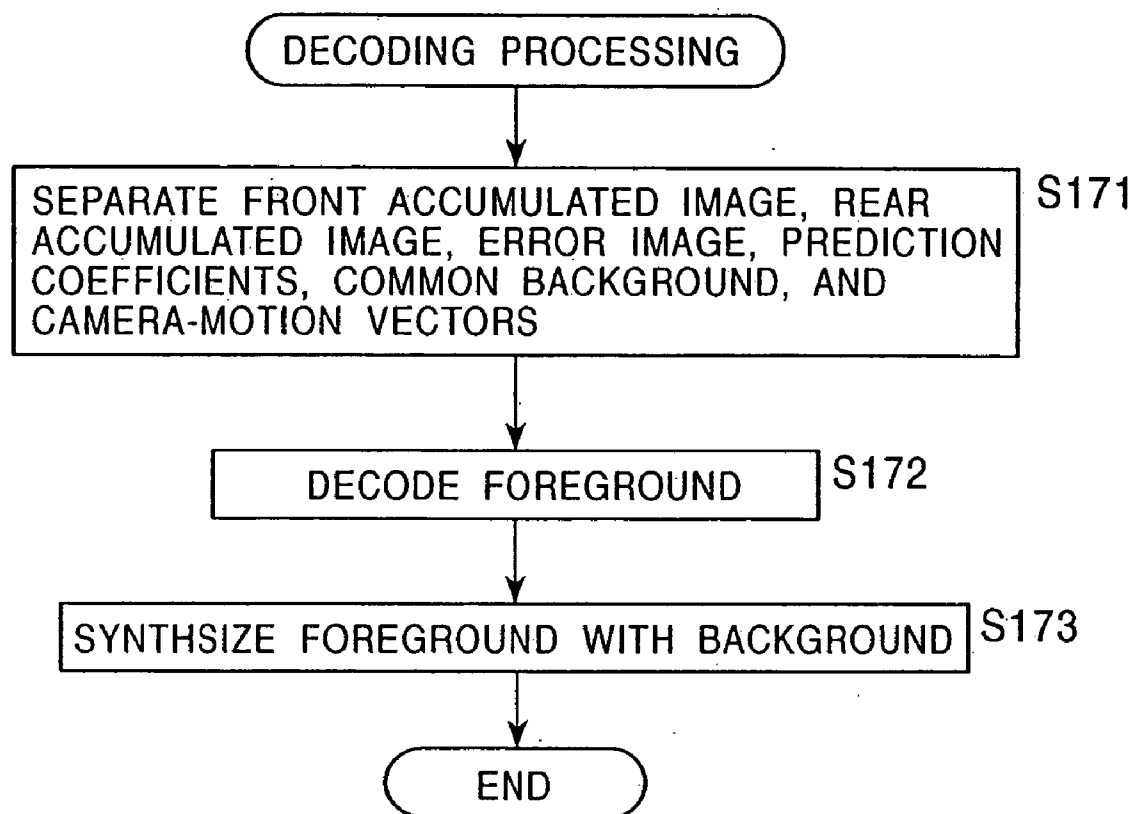 DECODING PROCESSING
SEPARATE FRONT ACCUMULATED IMAGE, REAR
ACCUMULATED IMAGE, ERROR IMAGE, PREDICTION
COEFFICIENTS, COMMON BACKGROUND, AND
CAMERA-MOTION VECTORS
S171
DECODE FOREGROUND
S172
SYNTHSIZE FOREGROUND WITH BACKGROUND
S173
END